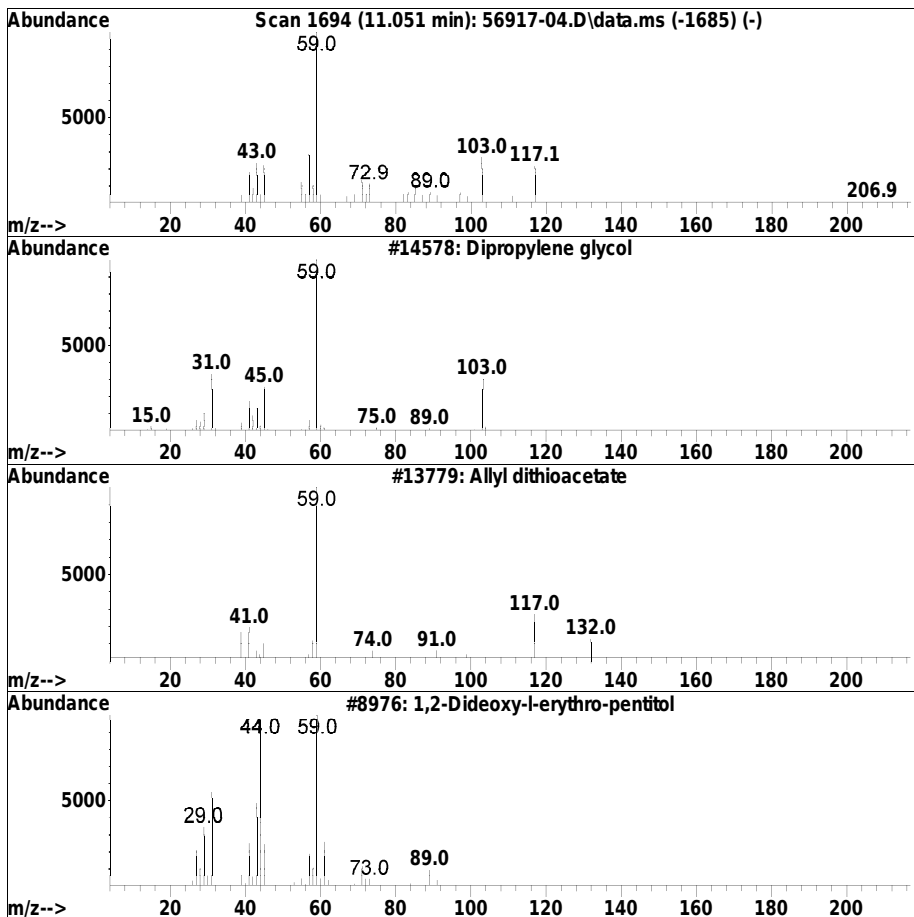 Abundance Scan 1694 (11.051 min): 56917-04.D\data.ms (-1685) (-)
59.0
5000
43.0 72.9 89.0 103.0 117.1 206.9
20 40 60 80 100 120 140 160 180 200
m/z-->
Abundance #14578: Dipropylene glycol
59.0
5000
15.0 31.0 45.0 75.0 89.0 103.0
20 40 60 80 100 120 140 160 180 200
m/z-->
Abundance #13779: Allyl dithioacetate
59.0
5000
41.0 74.0 91.0 117.0 132.0
20 40 60 80 100 120 140 160 180 200
m/z-->
Abundance #8976: 1,2-Dideoxy-l-erythro-pentitol
44.0 59.0
5000
29.0 73.0 89.0
20 40 60 80 100 120 140 160 180 200
m/z-->